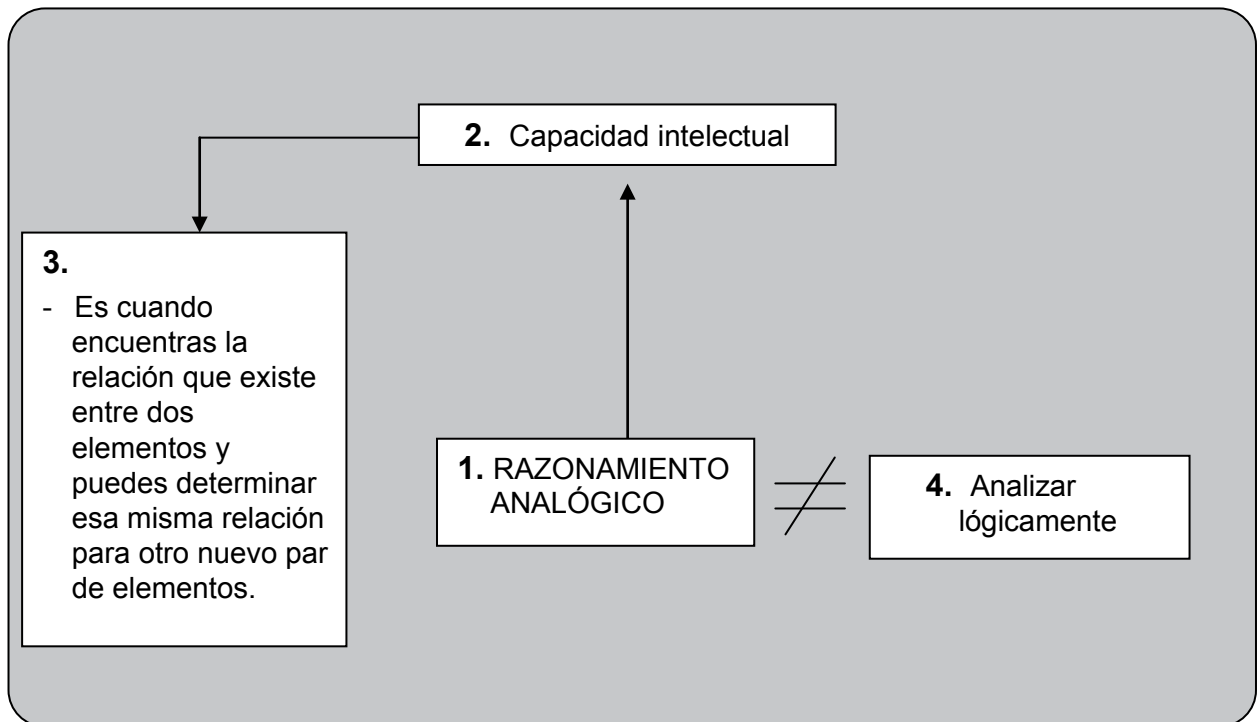 2. Capacidad intelectual
3.
- Es cuando
encuentras la
relación que existe
entre dos
elementos y
puedes determinar
esa misma relación
para otro nuevo par
de elementos.
1. RAZONAMIENTO
ANALÓGICO
4. Analizar
lógicamente